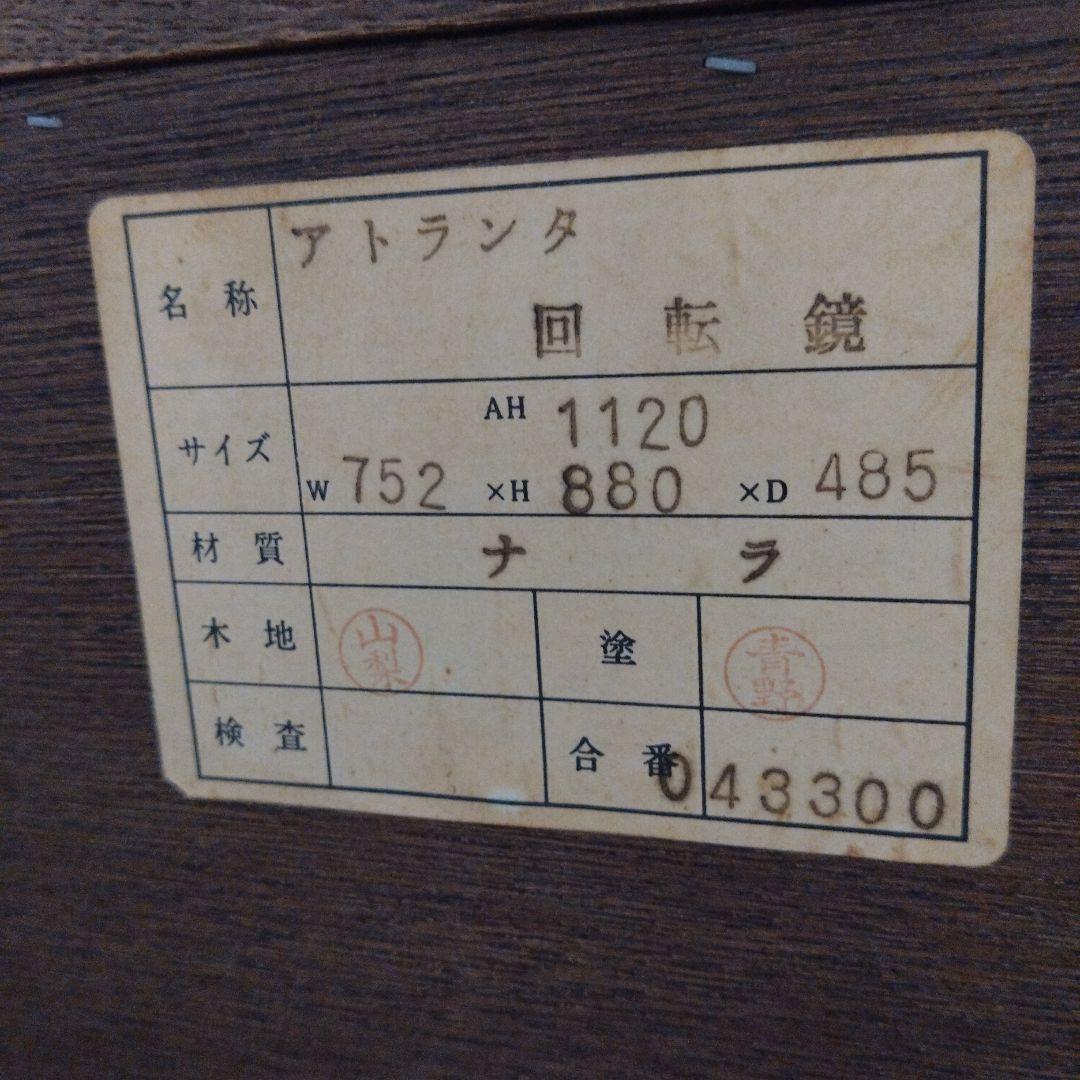 名称 アトランタ
回転鏡
サイズ AH 1120
W 752 ×H 880 ×D 485
材質 ナラ
木地 山梨 塗 青野
検査 合番 043300